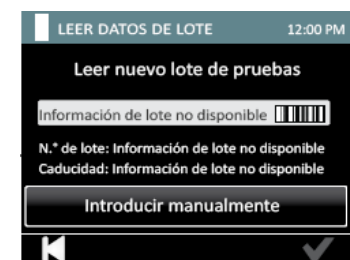 LEER DATOS DE LOTE 12:00 PM
Leer nuevo lote de pruebas
Información de lote no disponible
N.° de lote: Información de lote no disponible
Caducidad: Información de lote no disponible
Introducir manualmente